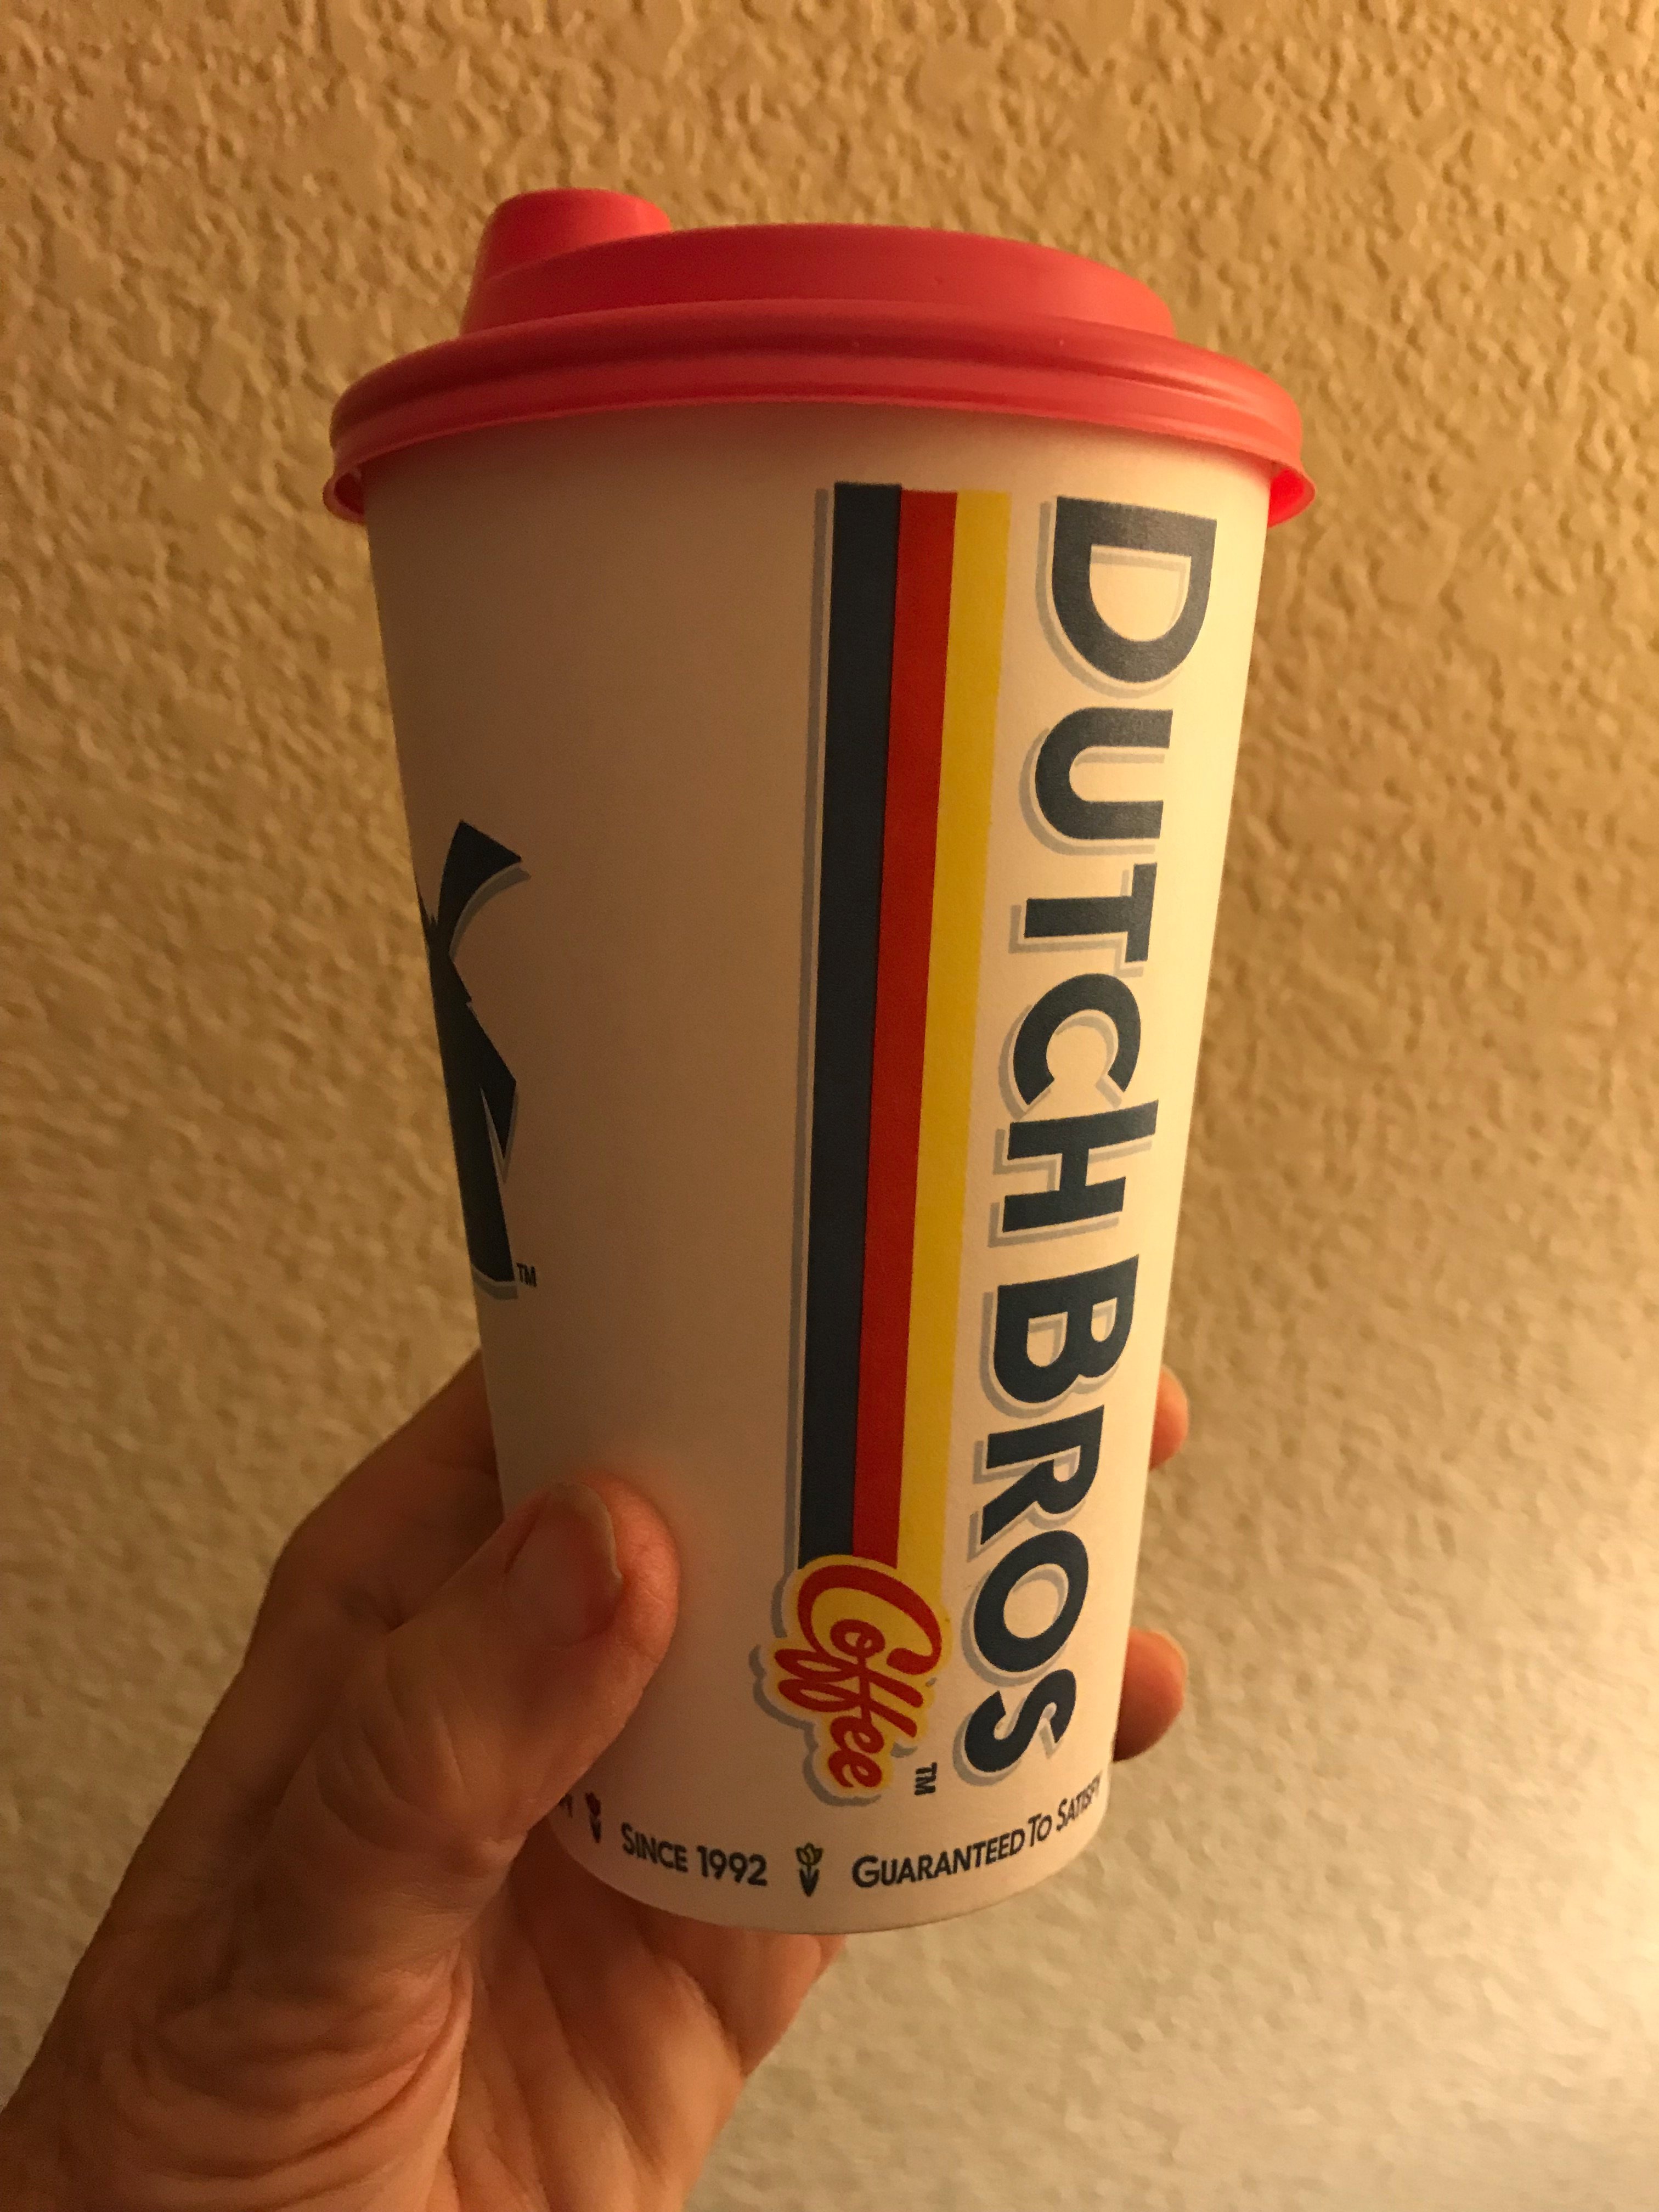 DUTCH BROS
Coffee TM
TM
SINCE 1992 GUARANTEED TO SATISFY